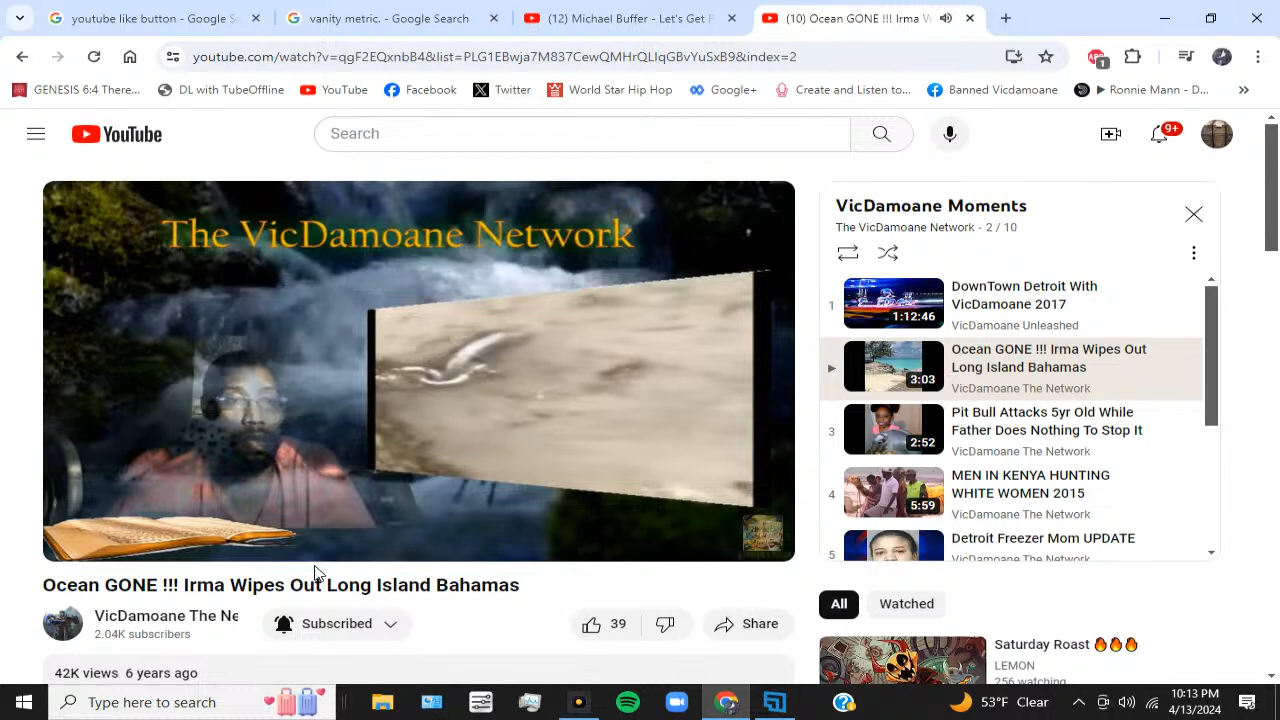 youtube like button - Google S
vanity metric. - Google Search
(12) Michael Buffer - Let's Get R
(10) Ocean GONE !!! Irma W
youtube.com/watch?v=qgF2EQxnbB4&list=PLG1EBwja7M837CewQMHrQLIqGBvYuSxB9&index=2
1
GENESIS 6:4 There...
DL with TubeOffline
YouTube
Facebook
Twitter
World Star Hip Hop
Google+
Create and Listen to...
Banned Vicdamoane
▶ Ronnie Mann - D...
YouTube
Search
9+
The VicDamoane Network
VicDamoane Moments
The VicDamoane Network - 2 / 10
1
1:12:46
DownTown Detroit With
VicDamoane 2017
VicDamoane Unleashed
3:03
Ocean GONE !!! Irma Wipes Out
Long Island Bahamas
VicDamoane The Network
3
2:52
Pit Bull Attacks 5yr Old While
Father Does Nothing To Stop It
VicDamoane The Network
4
5:59
MEN IN KENYA HUNTING
WHITE WOMEN 2015
VicDamoane The Network
5
Detroit Freezer Mom UPDATE
VicDamoane The Network
Ocean GONE !!! Irma Wipes Out Long Island Bahamas
VicDamoane The Ne
2.04K subscribers
Subscribed
39
Share
42K views 6 years ago
All
Watched
Saturday Roast 🔥🔥🔥
LEMON
256 watching
Type here to search
53°F Clear
10:13 PM
4/13/2024